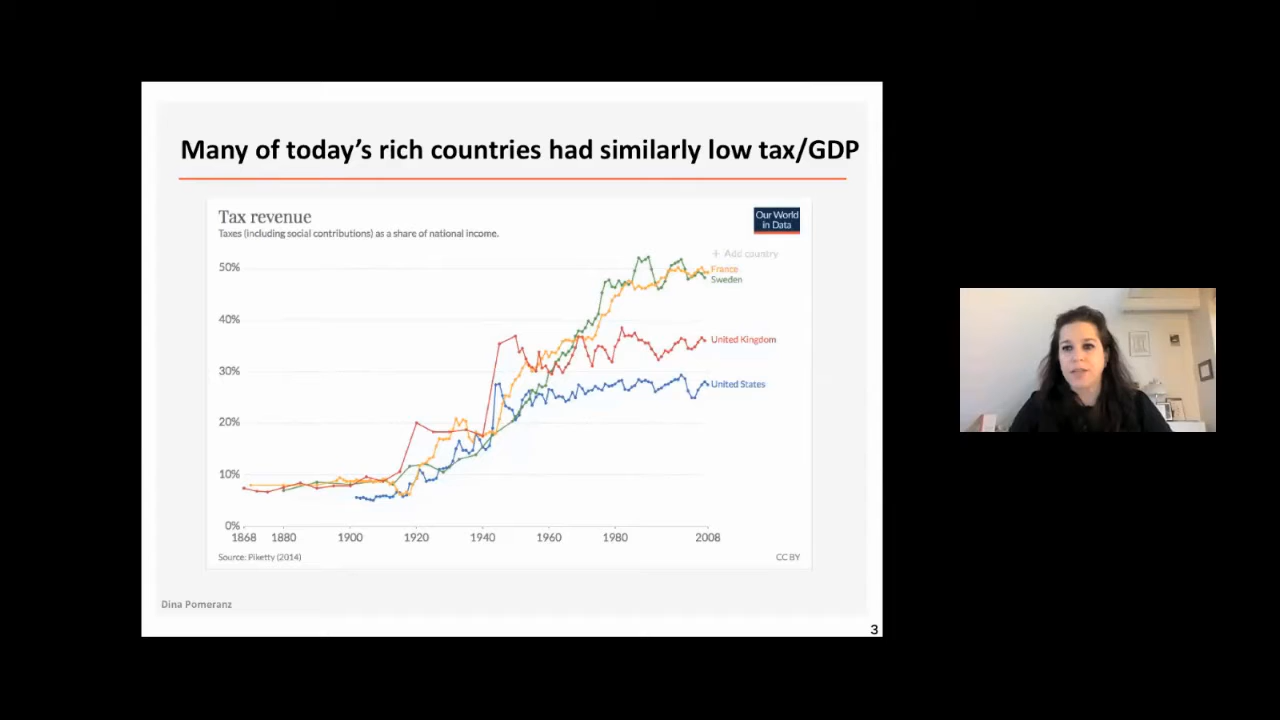 Many of today's rich countries had similarly low tax/GDP
Tax revenue
Taxes (including social contributions) as a share of national income.
Our World
in Data
+ Add country
50%
France
Sweden
40%
United Kingdom
30%
United States
20%
10%
0%
1868 1880 1900 1920 1940 1960 1980 2008
Source: Piketty (2014)
CC BY
Dina Pomeranz
3